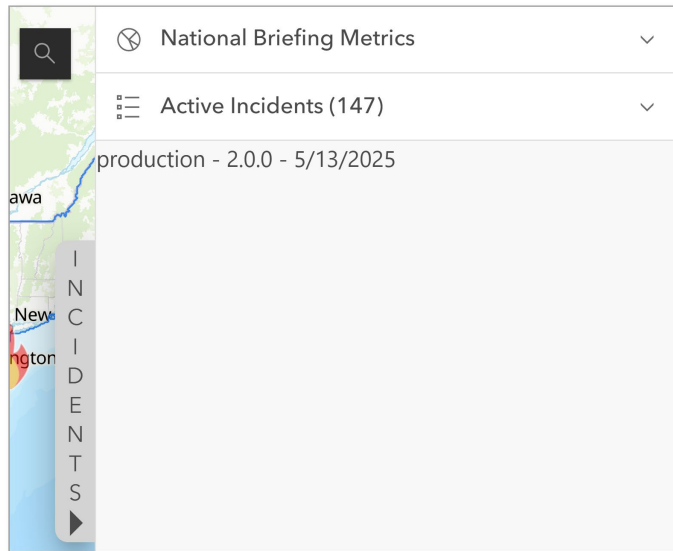 National Briefing Metrics
Active Incidents (147)
production - 2.0.0 - 5/13/2025
awa
INCIDENTS
New
ngton